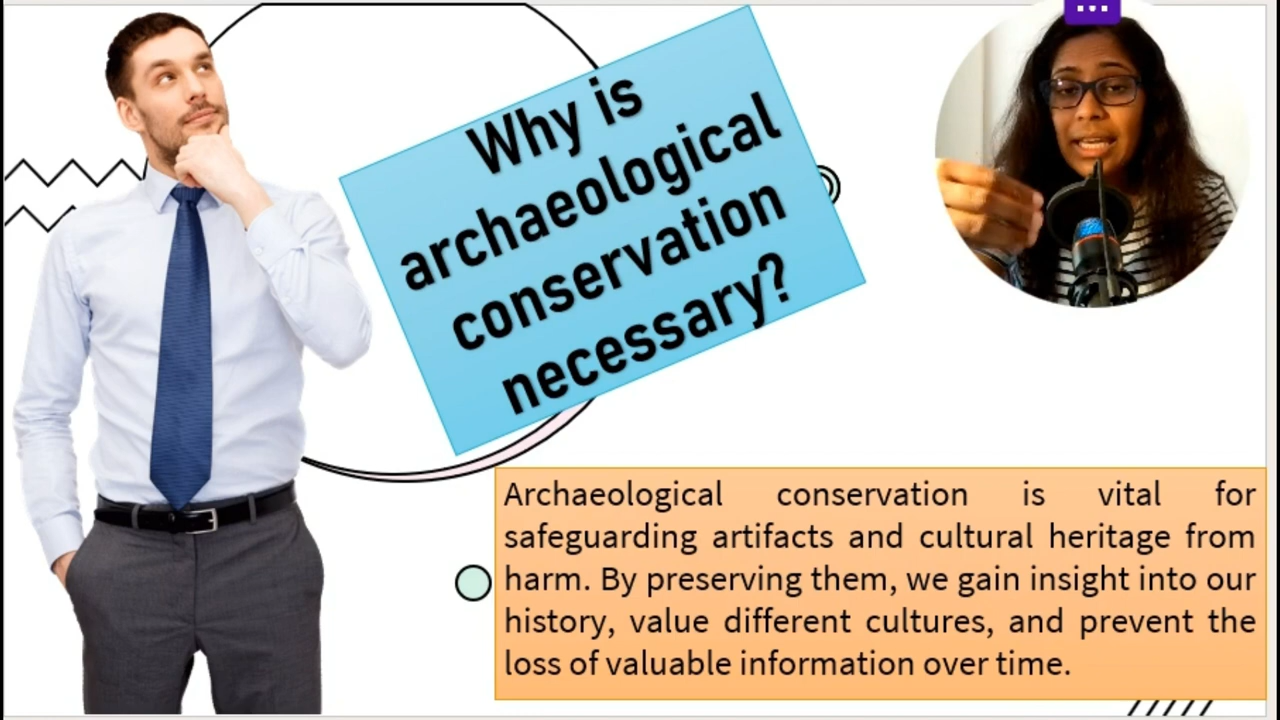 Why is
archaeological
conservation
necessary?
Archaeological conservation is vital for
safeguarding artifacts and cultural heritage from
harm. By preserving them, we gain insight into our
history, value different cultures, and prevent the
loss of valuable information over time.